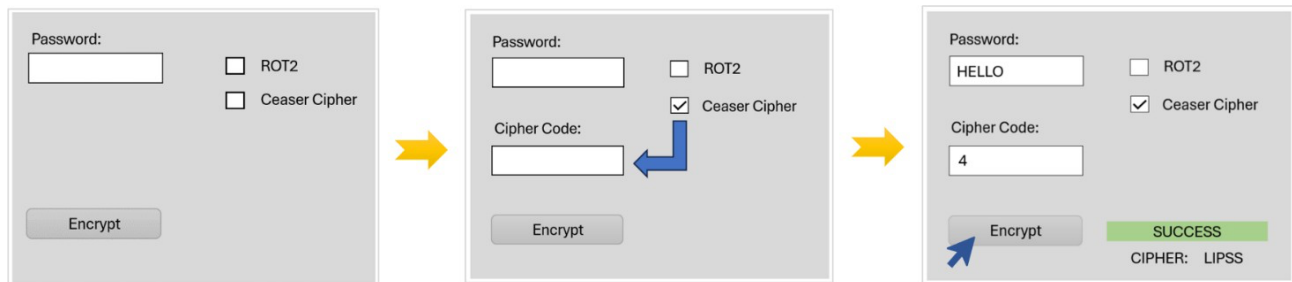 Password:
ROT2
Ceaser Cipher
Encrypt
Password:
ROT2
Ceaser Cipher
Cipher Code:
Encrypt
Password:
HELLO
ROT2
Ceaser Cipher
Cipher Code:
4
Encrypt
SUCCESS
CIPHER: LIPSS